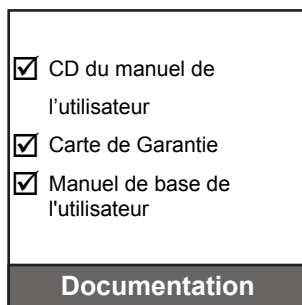 CD du manuel de
l’utilisateur
Carte de Garantie
Manuel de base de
l'utilisateur
Documentation